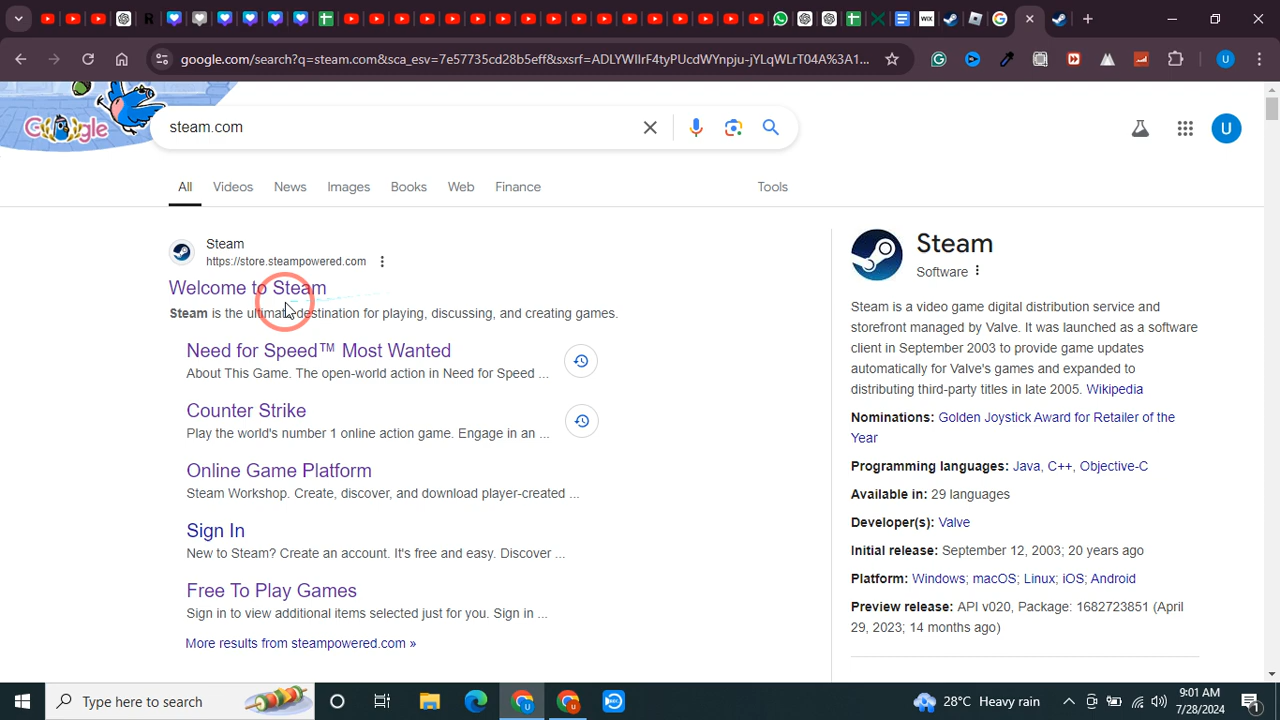 google.com/search?q=steam.com&sca_esv=7e57735cd28b5eff&sxsrf=ADLYWIIrF4tyPUcdWYnpju-jYLqWLrT04A%3A1...
U
Google
steam.com
U
All
Videos
News
Images
Books
Web
Finance
Tools
Steam
https://store.steampowered.com
Welcome to Steam
Steam is the ultimate destination for playing, discussing, and creating games.
Need for Speed™ Most Wanted
About This Game. The open-world action in Need for Speed ...
Counter Strike
Play the world's number 1 online action game. Engage in an ...
Online Game Platform
Steam Workshop. Create, discover, and download player-created ...
Sign In
New to Steam? Create an account. It's free and easy. Discover ...
Free To Play Games
Sign in to view additional items selected just for you. Sign in ...
More results from steampowered.com »
Steam
Software
Steam is a video game digital distribution service and
storefront managed by Valve. It was launched as a software
client in September 2003 to provide game updates
automatically for Valve's games and expanded to
distributing third-party titles in late 2005. Wikipedia
Nominations: Golden Joystick Award for Retailer of the
Year
Programming languages: Java, C++, Objective-C
Available in: 29 languages
Developer(s): Valve
Initial release: September 12, 2003; 20 years ago
Platform: Windows; macOS; Linux; iOS; Android
Preview release: API v020, Package: 1682723851 (April
29, 2023; 14 months ago)
Type here to search
28°C Heavy rain
9:01 AM
7/28/2024